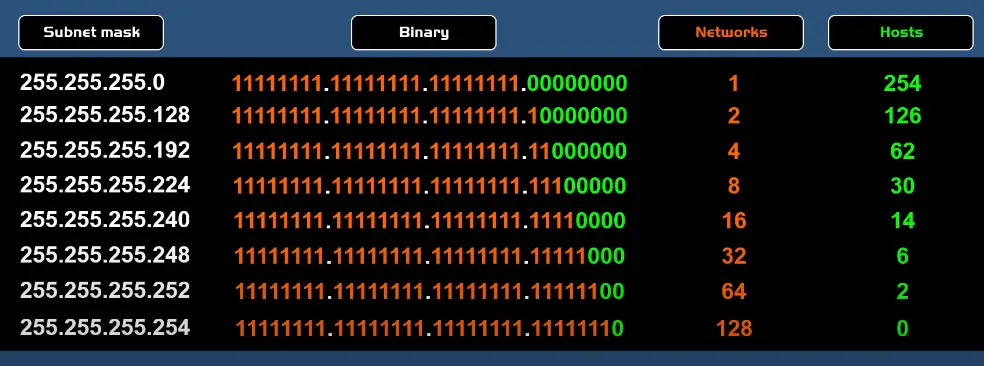 Subnet mask Binary Networks Hosts
255.255.255.0 11111111.11111111.11111111.00000000 1 254
255.255.255.128 11111111.11111111.11111111.10000000 2 126
255.255.255.192 11111111.11111111.11111111.11000000 4 62
255.255.255.224 11111111.11111111.11111111.11100000 8 30
255.255.255.240 11111111.11111111.11111111.11110000 16 14
255.255.255.248 11111111.11111111.11111111.11111000 32 6
255.255.255.252 11111111.11111111.11111111.11111100 64 2
255.255.255.254 11111111.11111111.11111111.11111110 128 0